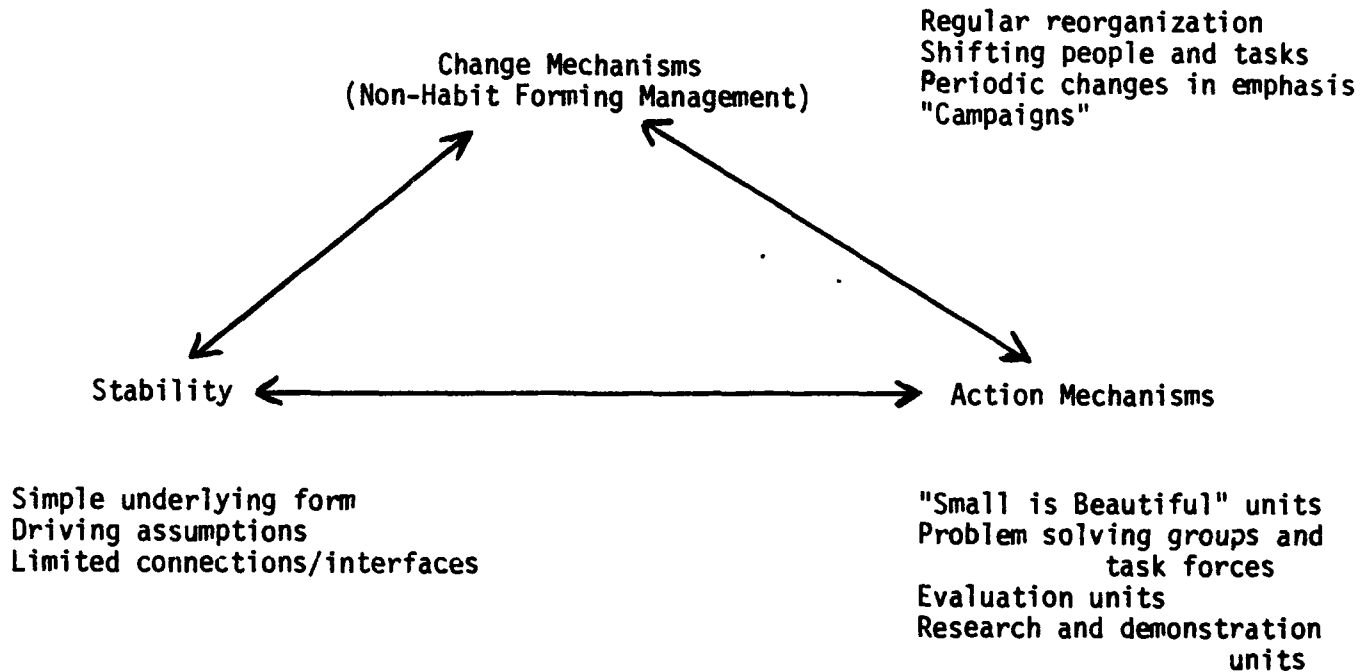 Regular reorganization
Shifting people and tasks
Periodic changes in emphasis
"Campaigns"
Change Mechanisms
(Non-Habit Forming Management)
Stability
Action Mechanisms
Simple underlying form
Driving assumptions
Limited connections/interfaces
"Small is Beautiful" units
Problem solving groups and
task forces
Evaluation units
Research and demonstration
units